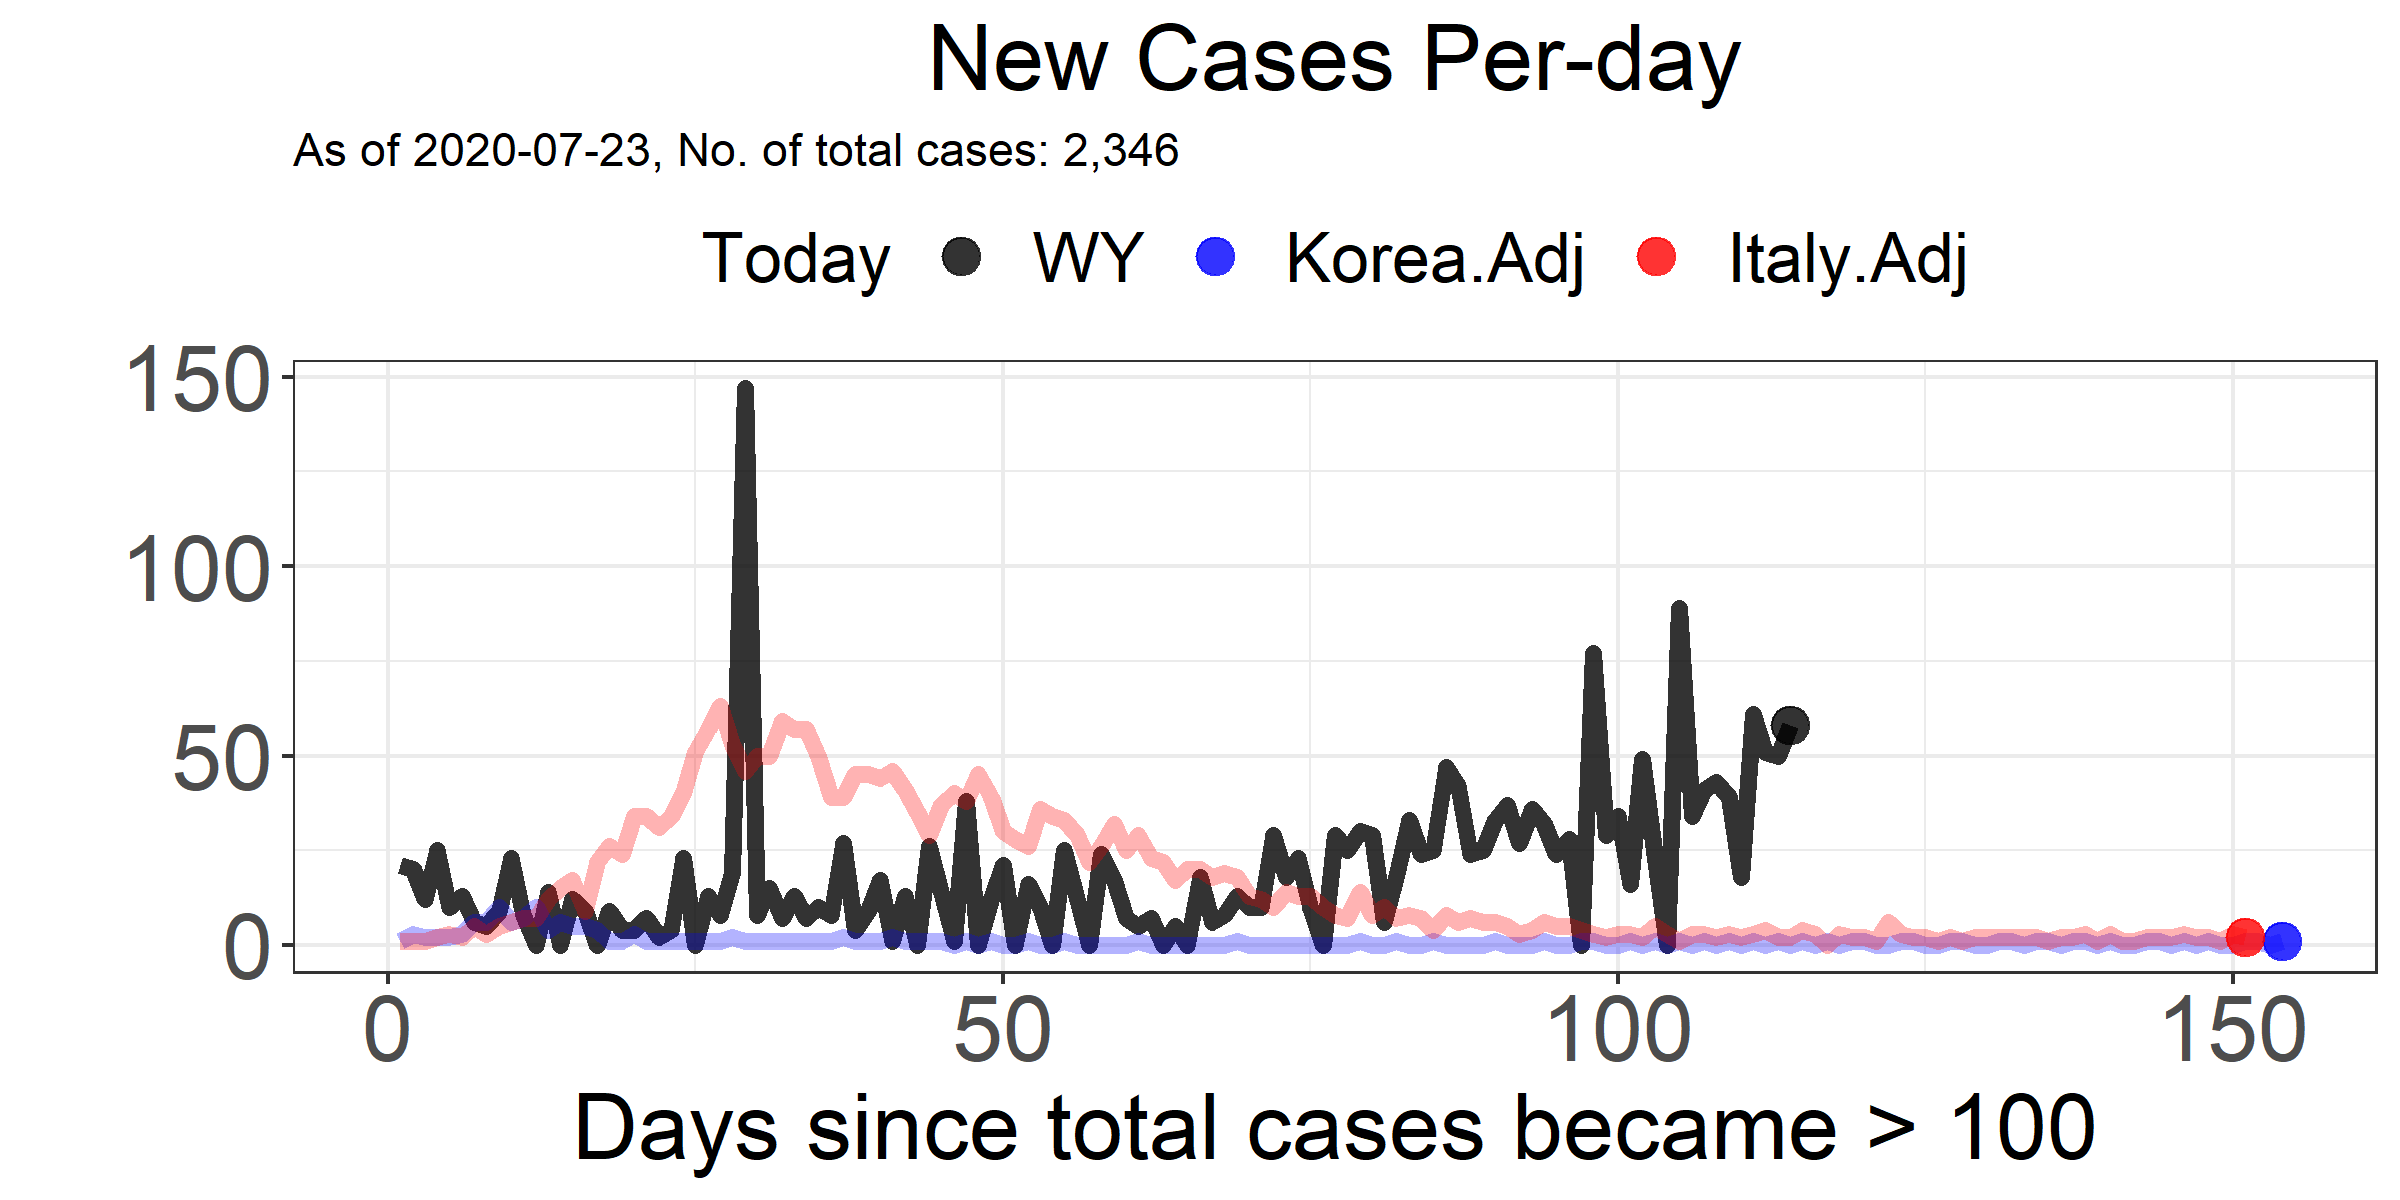 New Cases Per-day
As of 2020-07-23, No. of total cases: 2,346
Today WY Korea.Adj Italy.Adj
150
100
50
0
0 50 100 150
Days since total cases became > 100